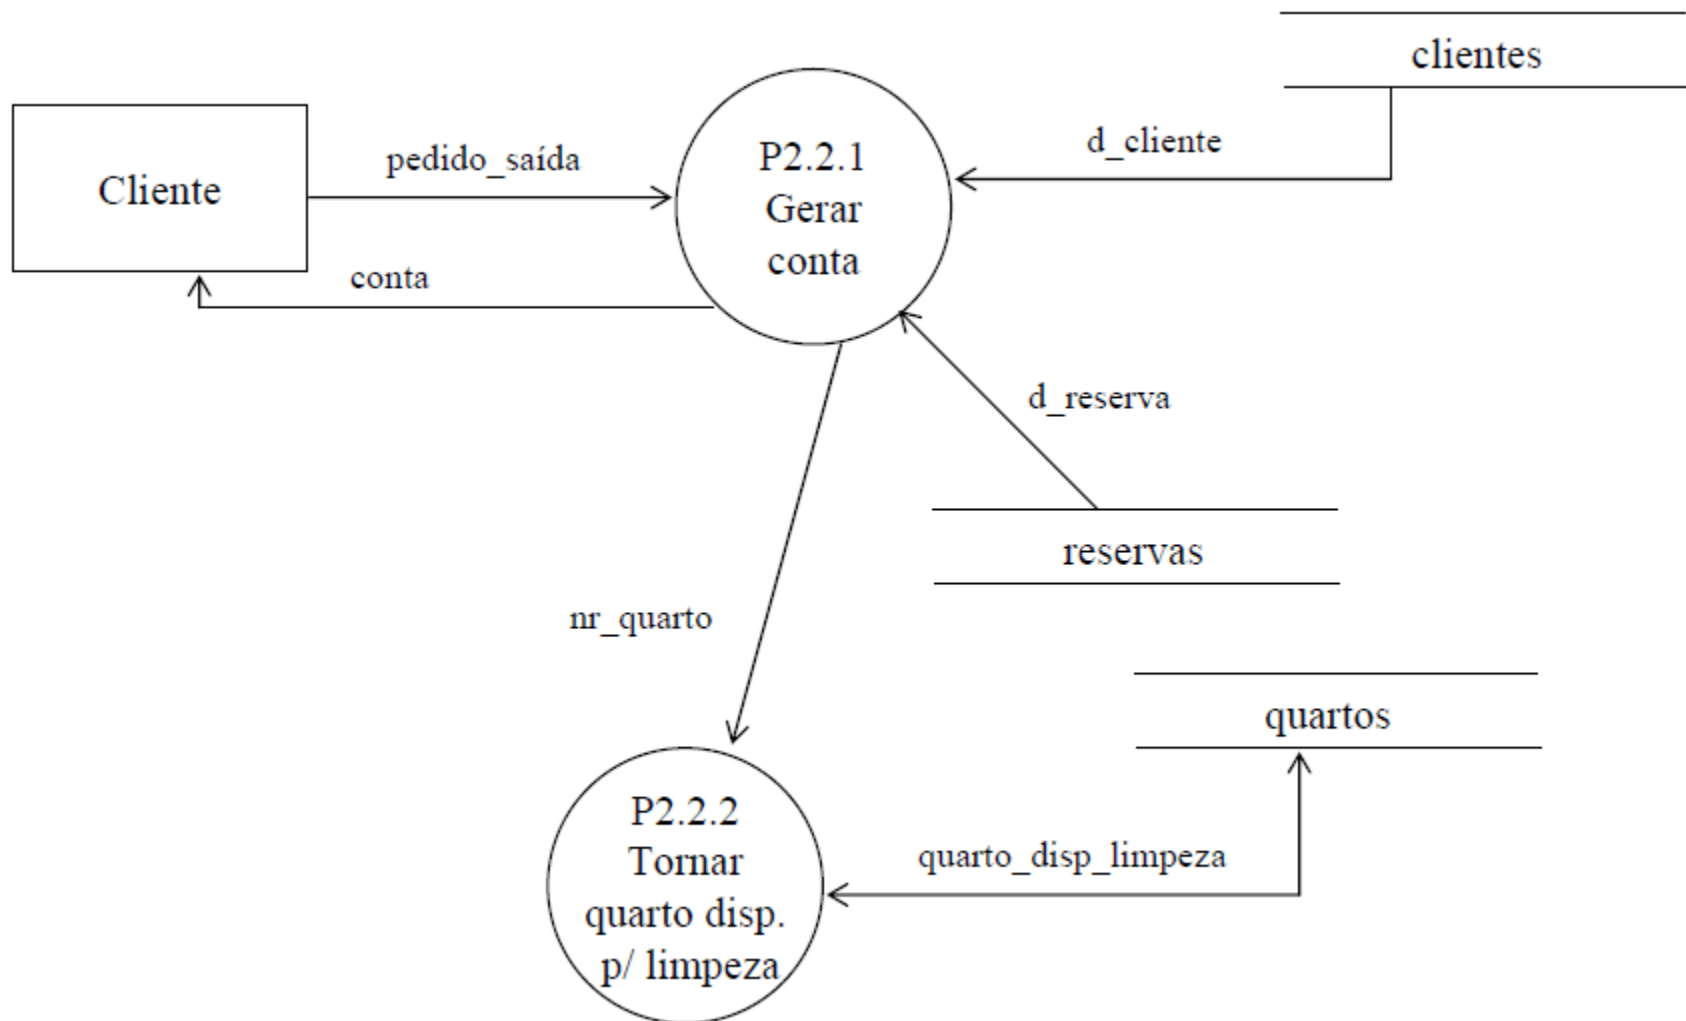 clientes
Cliente
pedido_saída
P2.2.1
Gerar
conta
d_cliente
conta
d_reserva
reservas
nr_quarto
quartos
P2.2.2
Tornar
quarto disp.
p/ limpeza
quarto_disp_limpeza